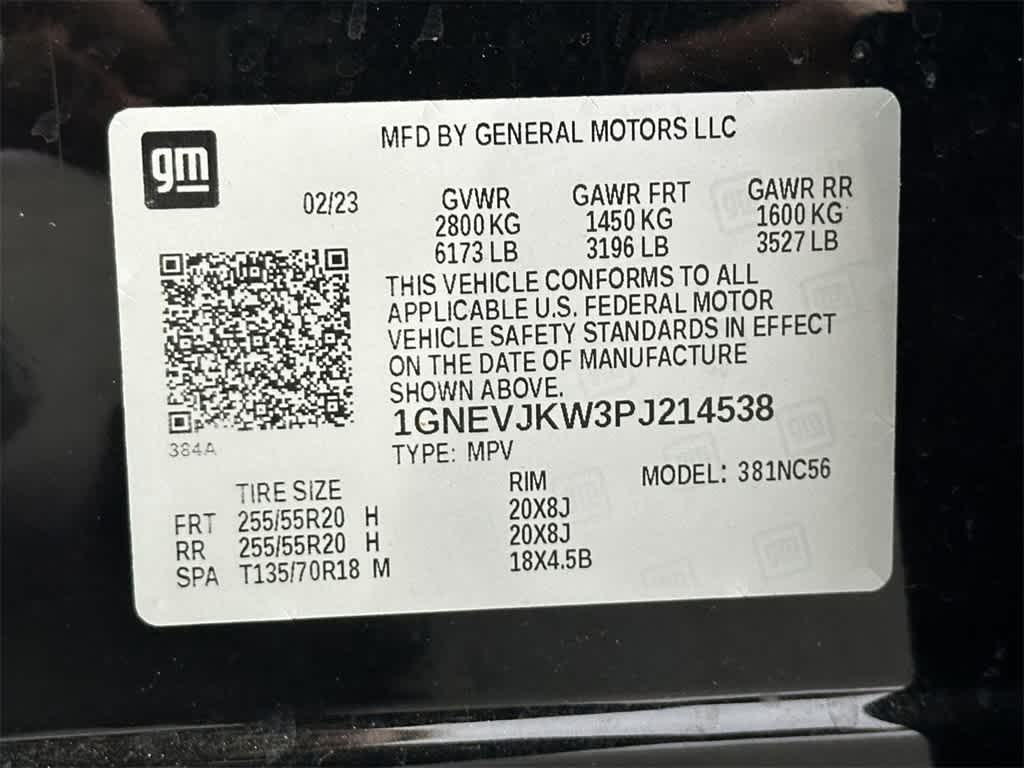 gm
MFD BY GENERAL MOTORS LLC
02/23
GVWR GAWR FRT GAWR RR
2800 KG 1450 KG 1600 KG
6173 LB 3196 LB 3527 LB
THIS VEHICLE CONFORMS TO ALL
APPLICABLE U.S. FEDERAL MOTOR
VEHICLE SAFETY STANDARDS IN EFFECT
ON THE DATE OF MANUFACTURE
SHOWN ABOVE.
1GNEVJKW3PJ214538
384A
TYPE: MPV
MODEL: 381NC56
TIRE SIZE RIM
FRT 255/55R20 H 20X8J
RR 255/55R20 H 20X8J
SPA T135/70R18 M 18X4.5B